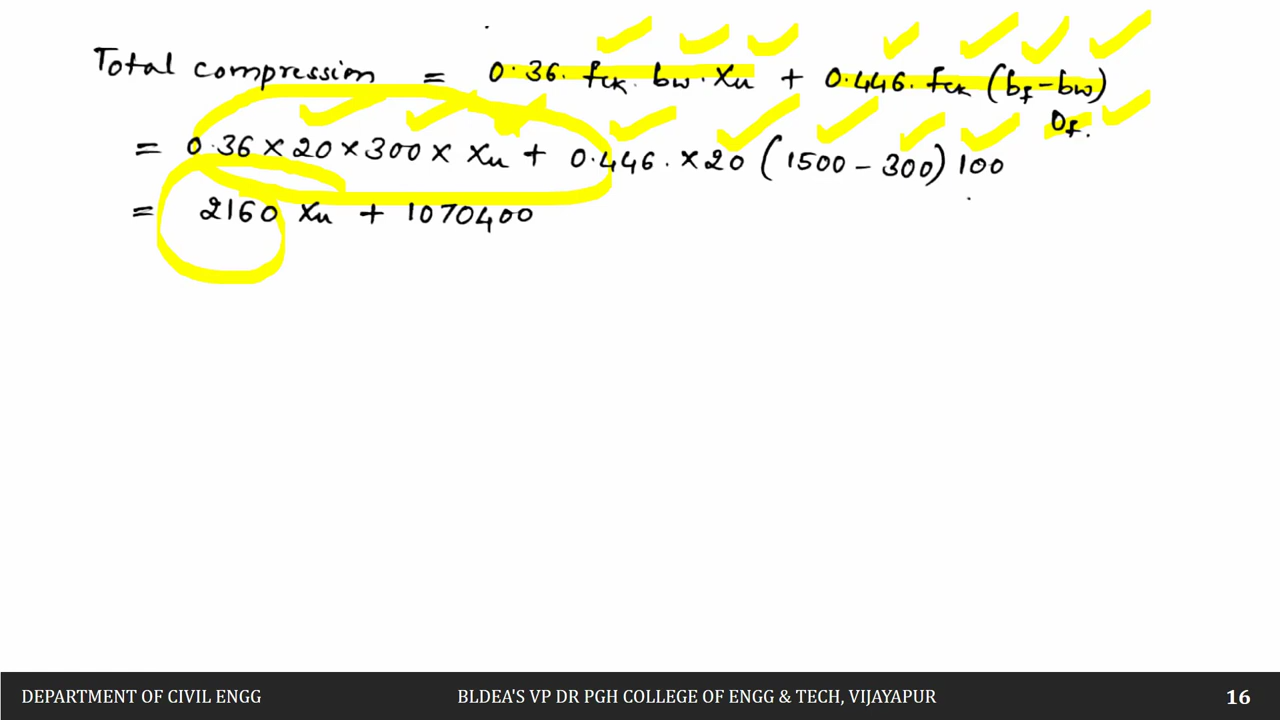 Total compression = 0.36. fck. bw. xu + 0.446. fck (bf-bw)
Df.
= 0.36 × 20 × 300 × xu + 0.446. × 20 (1500 - 300) 100
= 2160 xu + 1070400
DEPARTMENT OF CIVIL ENGG BLDEA'S VP DR PGH COLLEGE OF ENGG & TECH, VIJAYAPUR 16